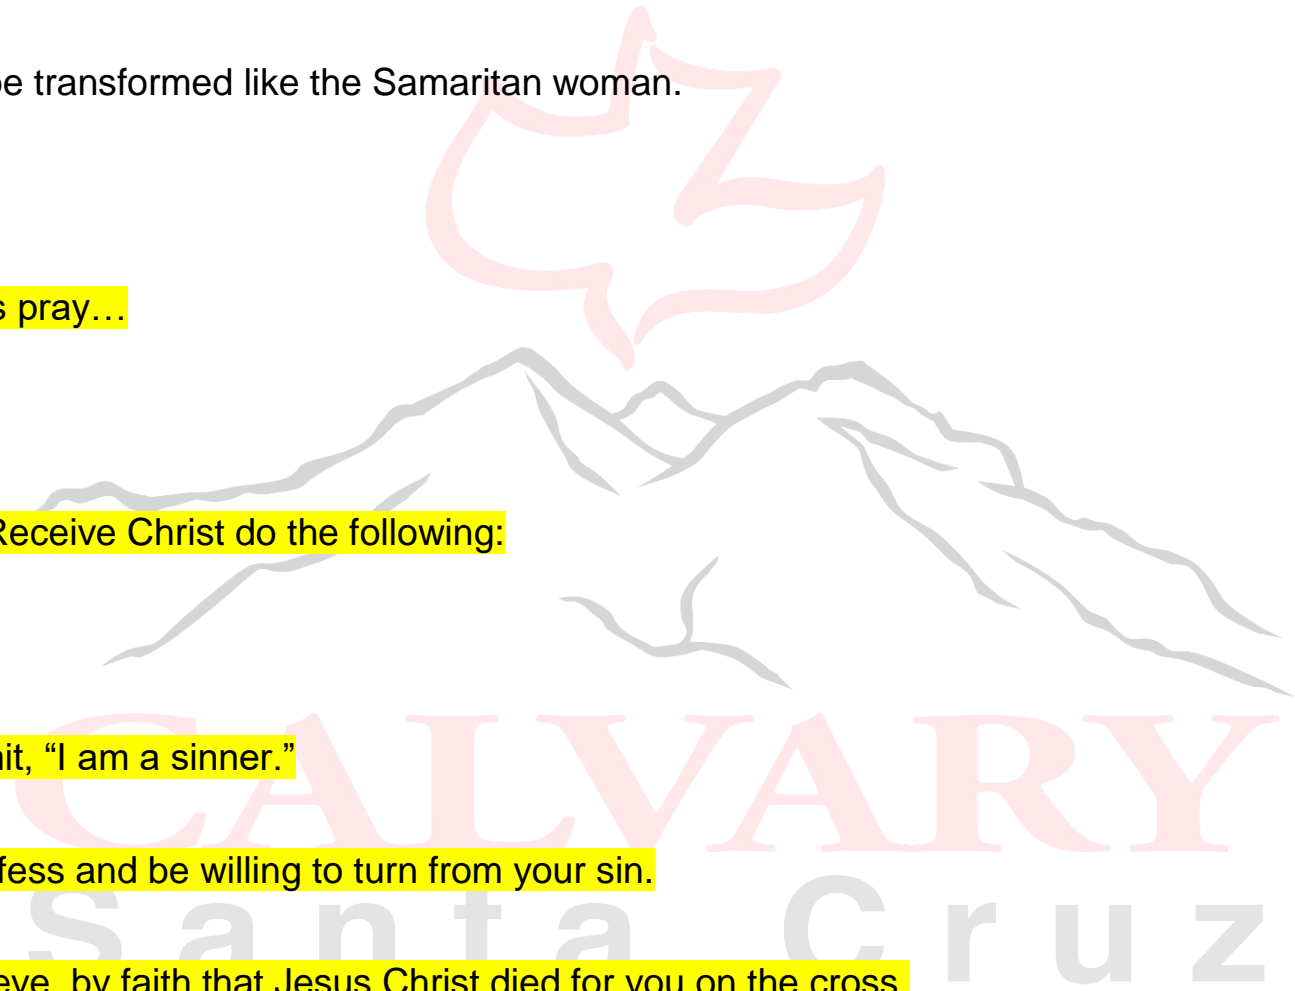 be transformed like the Samaritan woman.
s pray…
Receive Christ do the following:
it, “I am a sinner.”
fess and be willing to turn from your sin.
eve, by faith that Jesus Christ died for you on the cross.
CALVARY
Santa Cruz